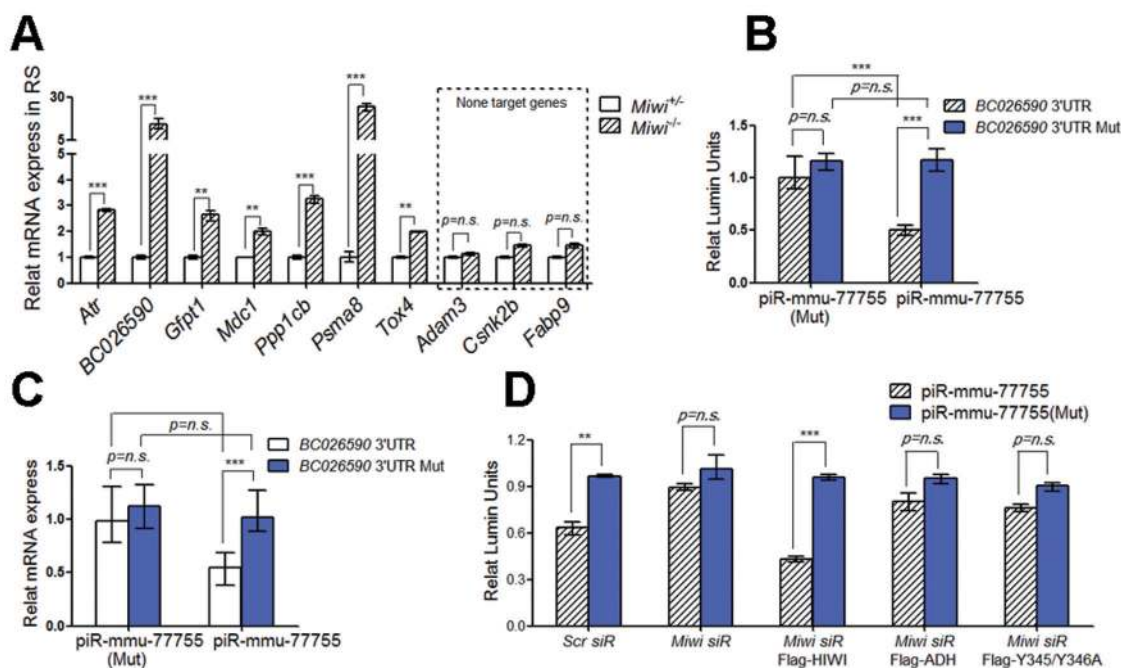 A
Relat mRNA express in RS
30
5
5
4
3
2
1
***
***
**
**
***
***
**
p=n.s.
p=n.s.
p=n.s.
None target genes
Miwi+/-
Miwi-/-
Atr
BC026590
Gfpt1
Mdc1
Ppp1cb
Psma8
Tox4
Adam3
Csnk2b
Fabp9
B
Relat Lumin Units
1.5
1.0
0.5
0.0
***
p=n.s.
p=n.s.
***
BC026590 3'UTR
BC026590 3'UTR Mut
piR-mmu-77755
(Mut)
piR-mmu-77755
C
Relat mRNA express
1.5
1.0
0.5
0.0
***
p=n.s.
p=n.s.
***
BC026590 3'UTR
BC026590 3'UTR Mut
piR-mmu-77755
(Mut)
piR-mmu-77755
D
Relat Lumin Units
1.2
0.9
0.6
0.3
0.0
piR-mmu-77755
piR-mmu-77755(Mut)
**
p=n.s.
***
p=n.s.
p=n.s.
Scr siR
Miwi siR
Miwi siR
Flag-HIWI
Miwi siR
Flag-ADH
Miwi siR
Flag-Y345/Y346A